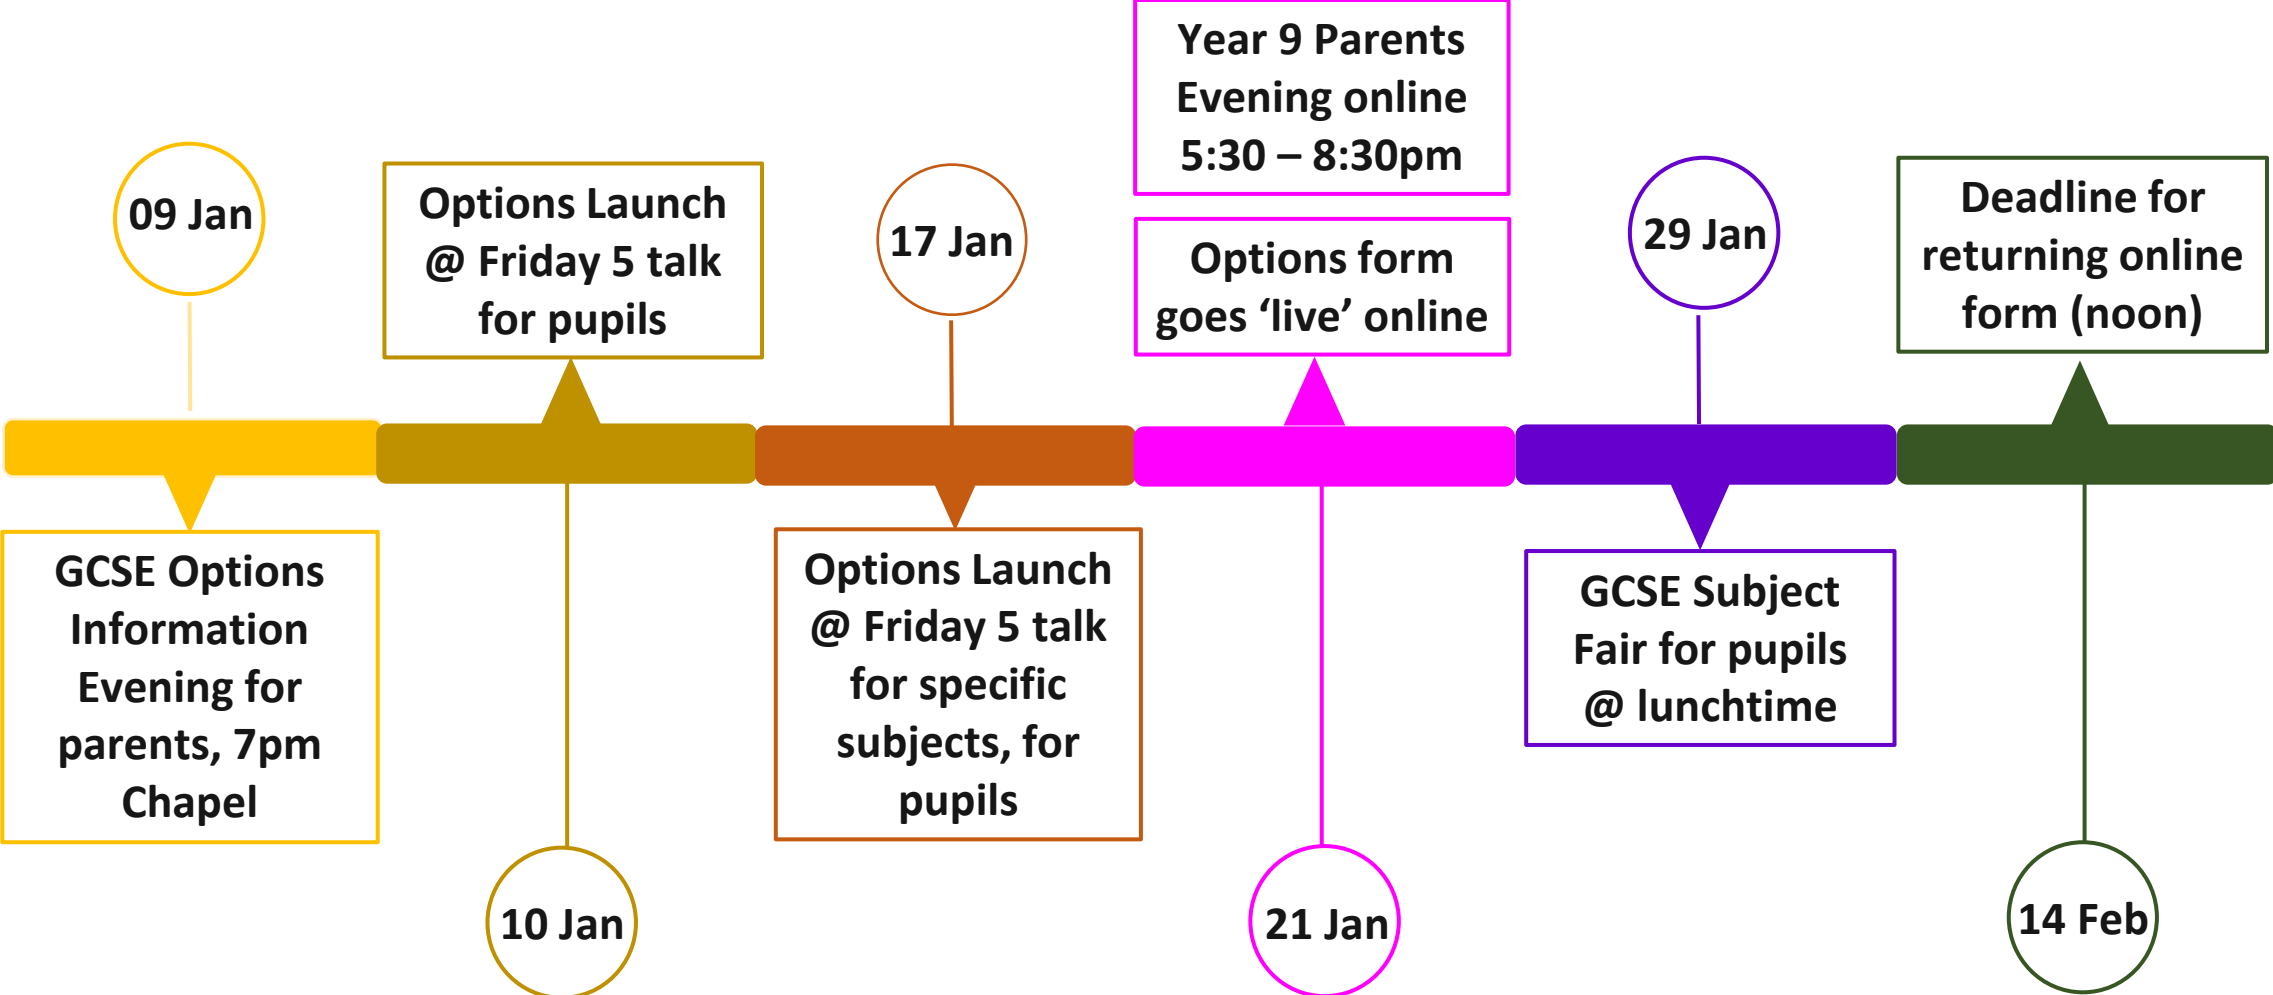 09 Jan
GCSE Options
Information
Evening for
parents, 7pm
Chapel
Options Launch
@ Friday 5 talk
for pupils
10 Jan
17 Jan
Options Launch
@ Friday 5 talk
for specific
subjects, for
pupils
Year 9 Parents
Evening online
5:30 – 8:30pm
Options form
goes ‘live’ online
21 Jan
29 Jan
GCSE Subject
Fair for pupils
@ lunchtime
Deadline for
returning online
form (noon)
14 Feb